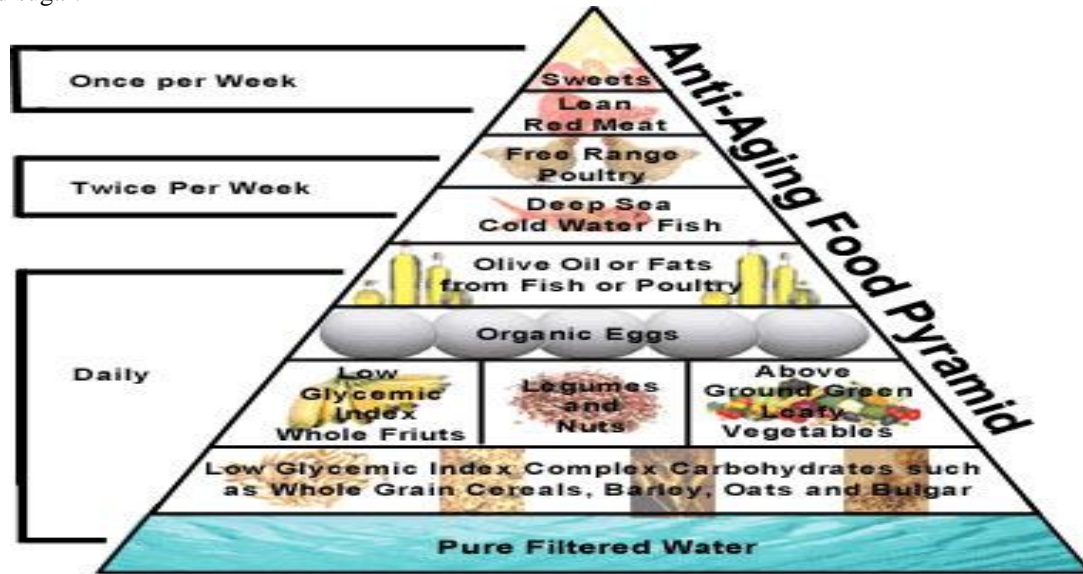 Once per Week
Twice Per Week
Daily
Anti-Aging Food Pyramid
Sweets
Lean
Red Meat
Free Range
Poultry
Deep Sea
Cold Water Fish
Olive Oil or Fats
from Fish or Poultry
Organic Eggs
Low
Glycemic
Index
Whole Friuts
Legumes
and
Nuts
Above
Ground Green
Leafy
Vegetables
Low Glycemic Index Complex Carbohydrates such
as Whole Grain Cereals, Barley, Oats and Bulgar
Pure Filtered Water